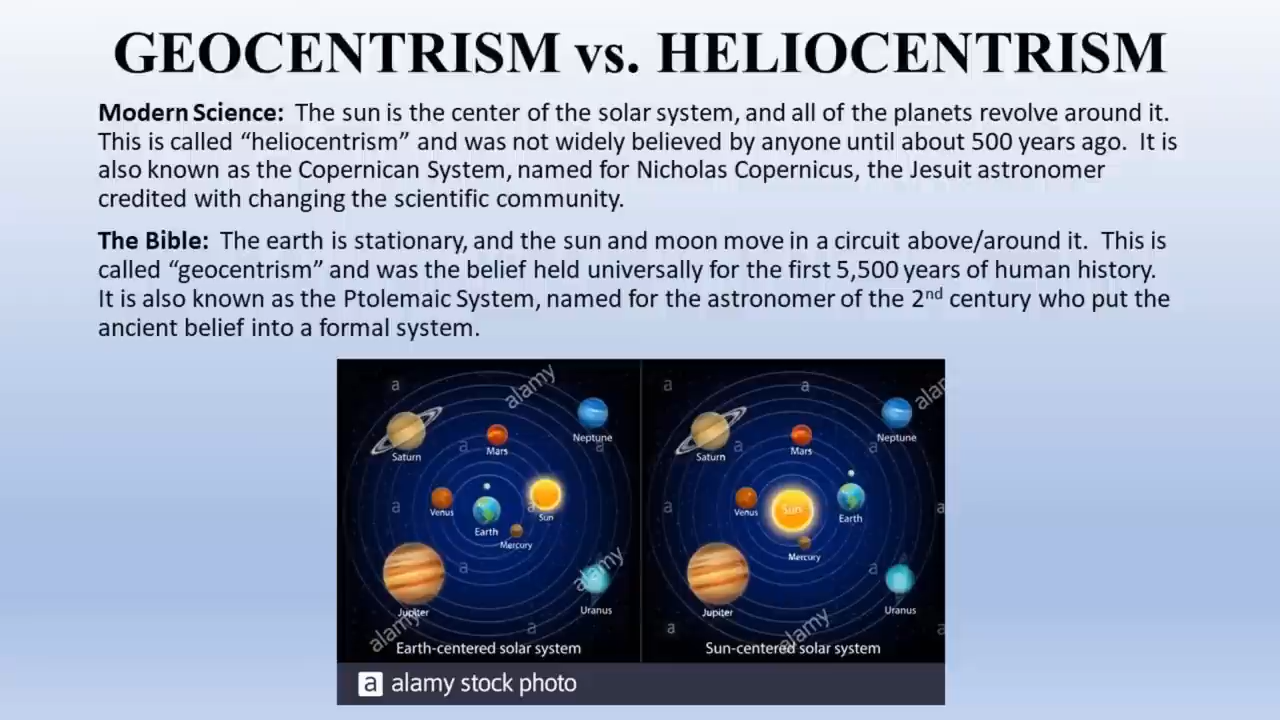 GEOCENTRISM vs. HELIOCENTRISM
Modern Science: The sun is the center of the solar system, and all of the planets revolve around it.
This is called “heliocentrism” and was not widely believed by anyone until about 500 years ago. It is
also known as the Copernican System, named for Nicholas Copernicus, the Jesuit astronomer
credited with changing the scientific community.
The Bible: The earth is stationary, and the sun and moon move in a circuit above/around it. This is
called “geocentrism” and was the belief held universally for the first 5,500 years of human history.
It is also known as the Ptolemaic System, named for the astronomer of the 2nd century who put the
ancient belief into a formal system.
a
alamy
Neptune
Saturn
Mars
a
a
a
Venus
Earth
Sun
a
Mercury
a
alamy
Jupiter
Uranus
alamy
a
Earth-centered solar system
a
a
alam
Neptune
Saturn
Mars
a
a
a
Venus
Sun
Earth
a
Mercury
a
Jupiter
Uranus
a
alamy
a
Sun-centered solar system
a alamy stock photo